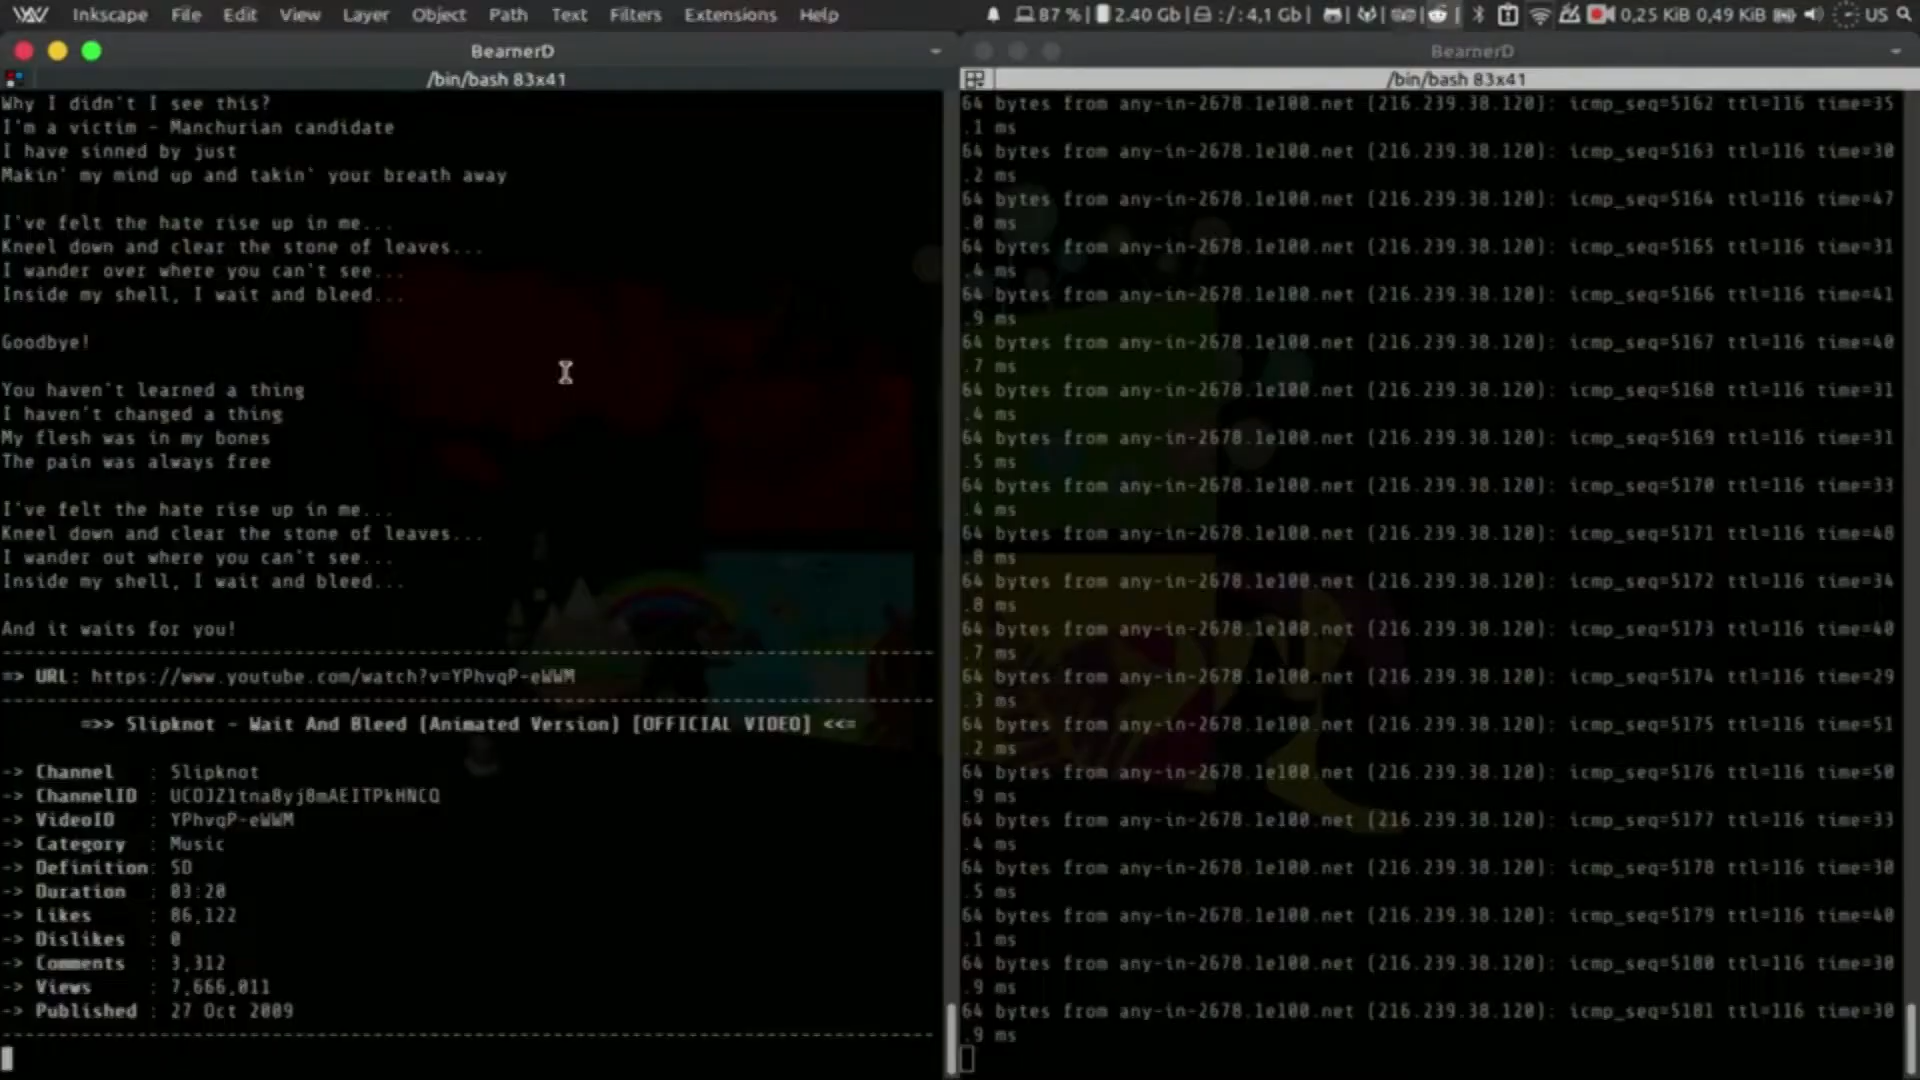 Inkscape File Edit View Layer Object Path Text Filters Extensions Help
87 % 2.40 Gb :/: 4,1 Gb 0,25 KiB 0,49 KiB US
BearnerD
/bin/bash 83x41
Why I didn't I see this?
I'm a victim - Manchurian candidate
I have sinned by just
Makin' my mind up and takin' your breath away
I've felt the hate rise up in me...
Kneel down and clear the stone of leaves...
I wander over where you can't see...
Inside my shell, I wait and bleed...
Goodbye!
You haven't learned a thing
I haven't changed a thing
My flesh was in my bones
The pain was always free
I've felt the hate rise up in me...
Kneel down and clear the stone of leaves...
I wander out where you can't see...
Inside my shell, I wait and bleed...
And it waits for you!
=> URL: https://www.youtube.com/watch?v=YPhvqP-eWWM
=>> Slipknot - Wait And Bleed (Animated Version) [OFFICIAL VIDEO] <<=
-> Channel : Slipknot
-> ChannelID :
-> VideoID : YPhvqP-eWWM
-> Category : Music
-> Definition: SD
-> Duration : 03:20
-> Likes : 86,122
-> Dislikes : 0
-> Comments : 3,312
-> Views : 7,666,011
-> Published : 27 Oct 2009
BearnerD
/bin/bash 83x41
64 bytes from any-in-2678.1e100.net (216.239.38.120): icmp_seq=5162 ttl=116 time=35
.1 ms
64 bytes from any-in-2678.1e100.net (216.239.38.120): icmp_seq=5163 ttl=116 time=30
.2 ms
64 bytes from any-in-2678.1e100.net (216.239.38.120): icmp_seq=5164 ttl=116 time=47
.0 ms
64 bytes from any-in-2678.1e100.net (216.239.38.120): icmp_seq=5165 ttl=116 time=31
.4 ms
64 bytes from any-in-2678.1e100.net (216.239.38.120): icmp_seq=5166 ttl=116 time=41
.9 ms
64 bytes from any-in-2678.1e100.net (216.239.38.120): icmp_seq=5167 ttl=116 time=40
.7 ms
64 bytes from any-in-2678.1e100.net (216.239.38.120): icmp_seq=5168 ttl=116 time=31
.4 ms
64 bytes from any-in-2678.1e100.net (216.239.38.120): icmp_seq=5169 ttl=116 time=31
.5 ms
64 bytes from any-in-2678.1e100.net (216.239.38.120): icmp_seq=5170 ttl=116 time=33
.4 ms
64 bytes from any-in-2678.1e100.net (216.239.38.120): icmp_seq=5171 ttl=116 time=48
.8 ms
64 bytes from any-in-2678.1e100.net (216.239.38.120): icmp_seq=5172 ttl=116 time=34
.8 ms
64 bytes from any-in-2678.1e100.net (216.239.38.120): icmp_seq=5173 ttl=116 time=40
.7 ms
64 bytes from any-in-2678.1e100.net (216.239.38.120): icmp_seq=5174 ttl=116 time=29
.3 ms
64 bytes from any-in-2678.1e100.net (216.239.38.120): icmp_seq=5175 ttl=116 time=51
.2 ms
64 bytes from any-in-2678.1e100.net (216.239.38.120): icmp_seq=5176 ttl=116 time=50
.9 ms
64 bytes from any-in-2678.1e100.net (216.239.38.120): icmp_seq=5177 ttl=116 time=33
.4 ms
64 bytes from any-in-2678.1e100.net (216.239.38.120): icmp_seq=5178 ttl=116 time=30
.5 ms
64 bytes from any-in-2678.1e100.net (216.239.38.120): icmp_seq=5179 ttl=116 time=40
.1 ms
64 bytes from any-in-2678.1e100.net (216.239.38.120): icmp_seq=5180 ttl=116 time=30
.9 ms
64 bytes from any-in-2678.1e100.net (216.239.38.120): icmp_seq=5181 ttl=116 time=30
.9 ms